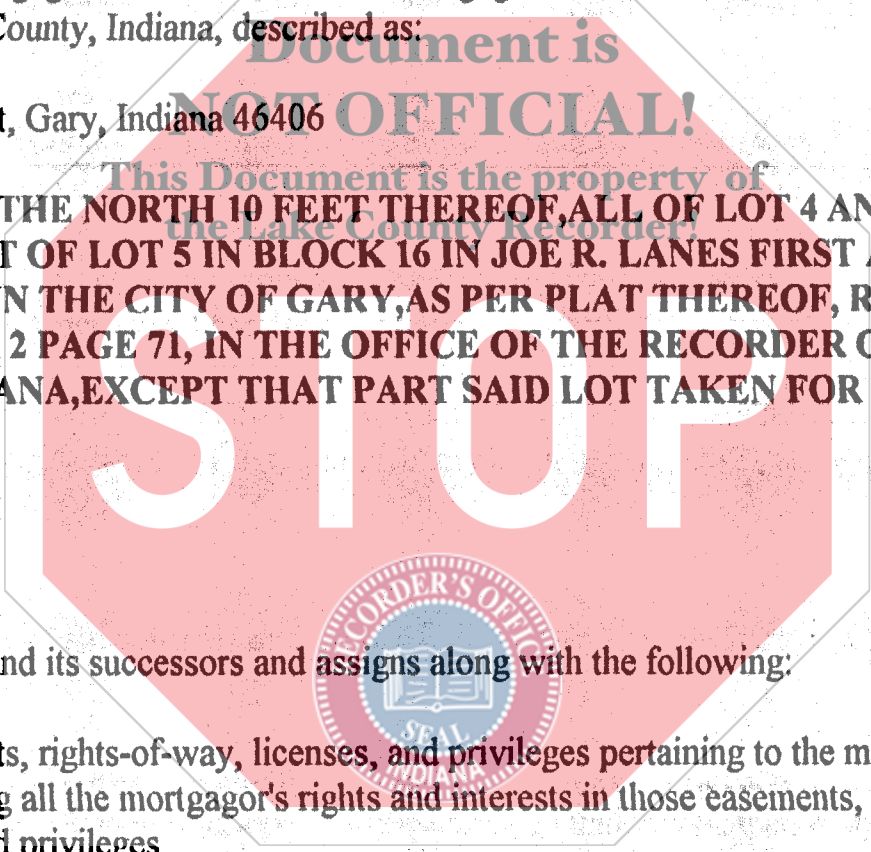 County, Indiana, described as:
Document is
t, Gary, Indiana 46406
NOT OFFICIAL!
This Document is the property of
the Lake County Recorder!
THE NORTH 10 FEET THEREOF,ALL OF LOT 4 AN
T OF LOT 5 IN BLOCK 16 IN JOE R. LANES FIRST
N THE CITY OF GARY,AS PER PLAT THEREOF, R
2 PAGE 71, IN THE OFFICE OF THE RECORDER
ANA,EXCEPT THAT PART SAID LOT TAKEN FOR
STOP
RECORDER'S OFFICE
SEAL
INDIANA
nd its successors and assigns along with the following:
ts, rights-of-way, licenses, and privileges pertaining to the m
g all the mortgagor's rights and interests in those easements,
d privileges